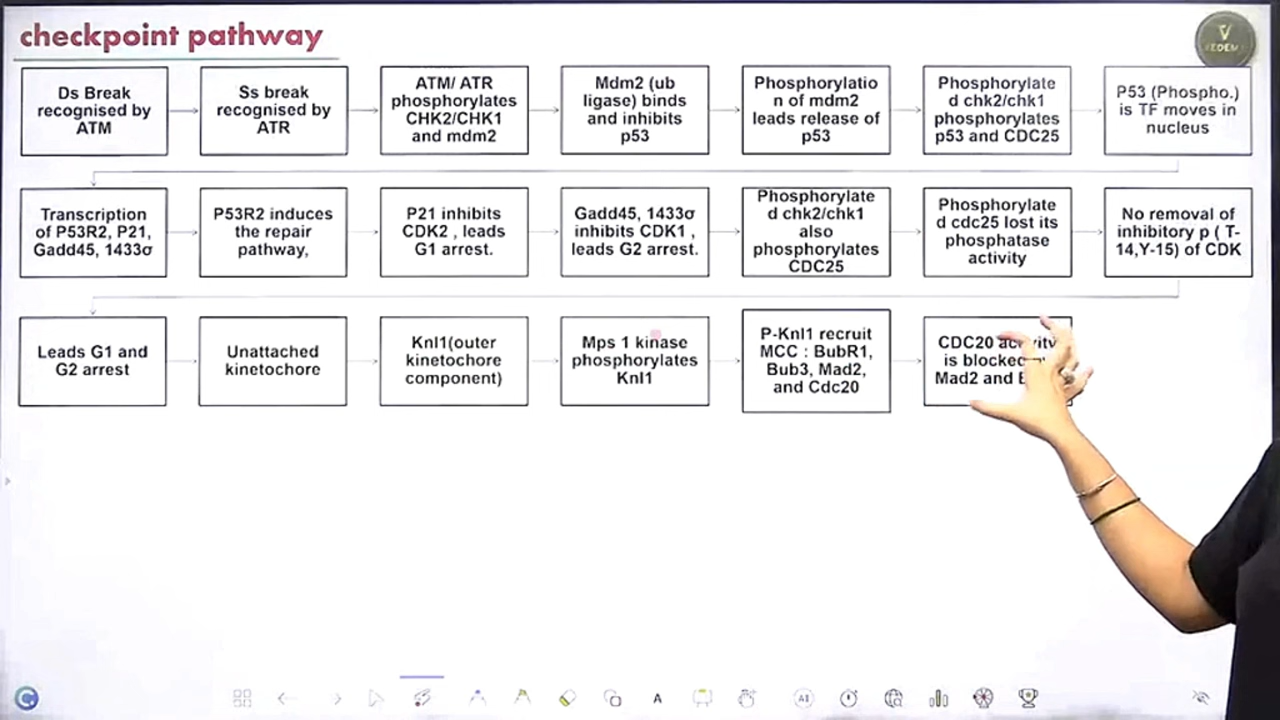 checkpoint pathway
V
VEDEMY
Ds Break
recognised by
ATM
Ss break
recognised by
ATR
ATM/ ATR
phosphorylates
CHK2/CHK1
and mdm2
Mdm2 (ub
ligase) binds
and inhibits
p53
Phosphorylatio
n of mdm2
leads release of
p53
Phosphorylate
d chk2/chk1
phosphorylates
p53 and CDC25
P53 (Phospho.)
is TF moves in
nucleus
Transcription
of P53R2, P21,
Gadd45, 1433σ
P53R2 induces
the repair
pathway,
P21 inhibits
CDK2 , leads
G1 arrest.
Gadd45, 1433σ
inhibits CDK1 ,
leads G2 arrest.
Phosphorylate
d chk2/chk1
also
phosphorylates
CDC25
Phosphorylate
d cdc25 lost its
phosphatase
activity
No removal of
inhibitory p ( T-
14,Y-15) of CDK
Leads G1 and
G2 arrest
Unattached
kinetochore
Knl1(outer
kinetochore
component)
Mps 1 kinase
phosphorylates
Knl1
P-Knl1 recruit
MCC : BubR1,
Bub3, Mad2,
and Cdc20
CDC20 activity
is blocked
Mad2 and
A
AI